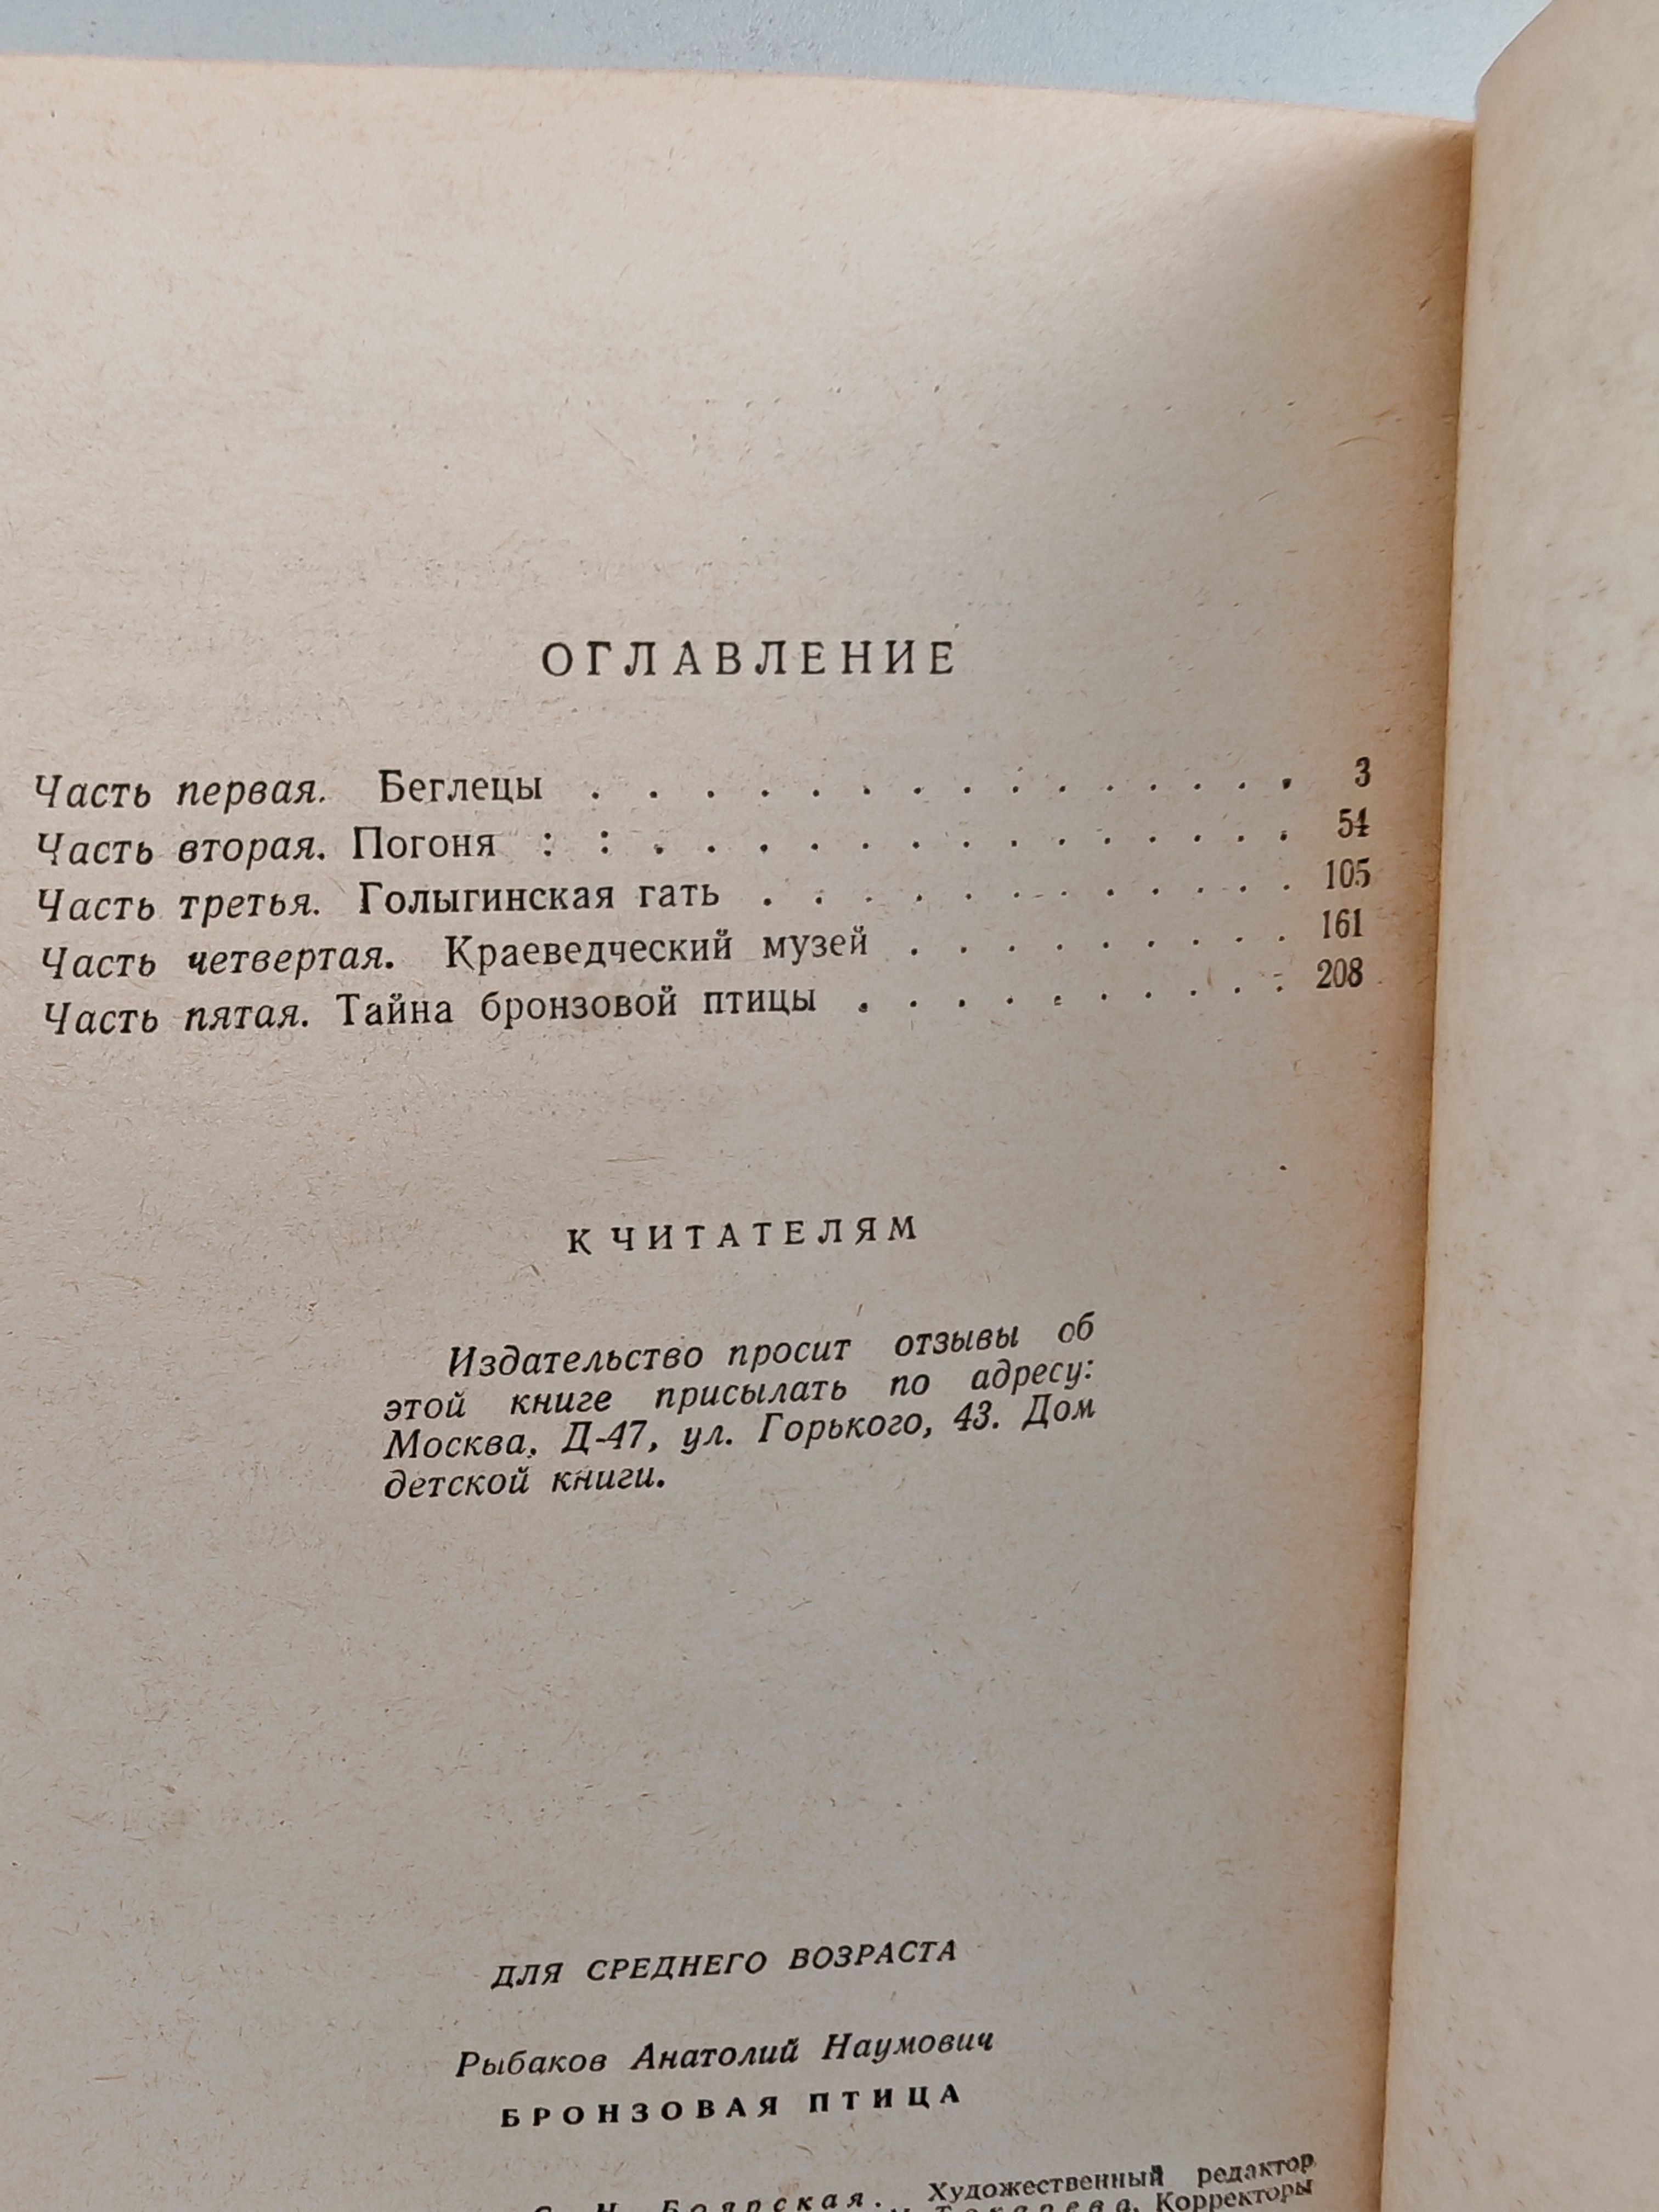 ОГЛАВЛЕНИЕ
Часть первая. Беглецы . . . . . . . . . . . . . . . 3
Часть вторая. Погоня : : . . . . . . . . . . . . . 54
Часть третья. Голыгинская гать . . . . . . . . . . . 105
Часть четвертая. Краеведческий музей . . . . . . . . . 161
Часть пятая. Тайна бронзовой птицы . . . . . . . . . 208
К ЧИТАТЕЛЯМ
Издательство просит отзывы об
этой книге присылать по адресу:
Москва, Д-47, ул. Горького, 43. Дом
детской книги.
ДЛЯ СРЕДНЕГО ВОЗРАСТА
Рыбаков Анатолий Наумович
БРОНЗОВАЯ ПТИЦА
Боярская. Художественный редактор
Токарева. Корректоры